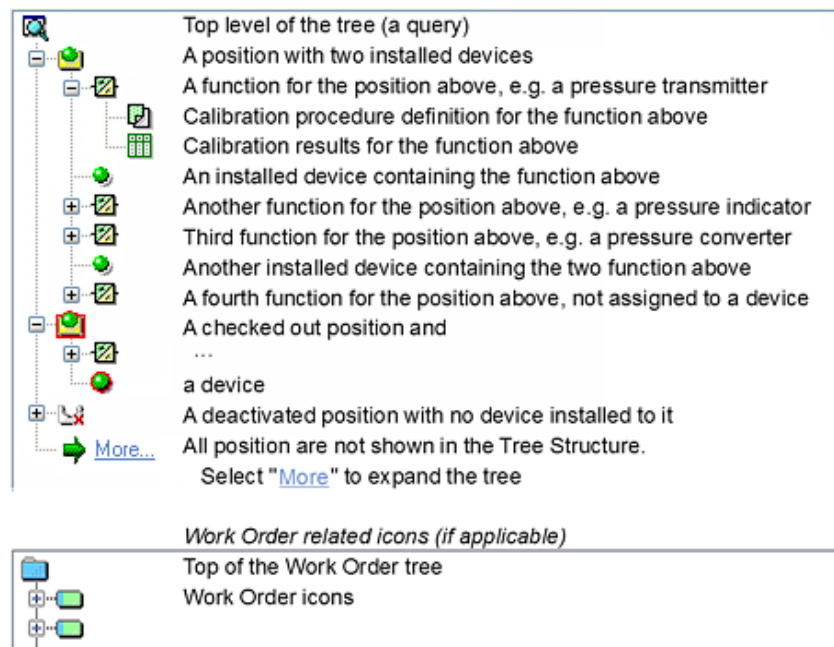 Top level of the tree (a query)
A position with two installed devices
A function for the position above, e.g. a pressure transmitter
Calibration procedure definition for the function above
Calibration results for the function above
An installed device containing the function above
Another function for the position above, e.g. a pressure indicator
Third function for the position above, e.g. a pressure converter
Another installed device containing the two function above
A fourth function for the position above, not assigned to a device
A checked out position and
...
a device
A deactivated position with no device installed to it
More... All position are not shown in the Tree Structure.
Select "More" to expand the tree
Work Order related icons (if applicable)
Top of the Work Order tree
Work Order icons